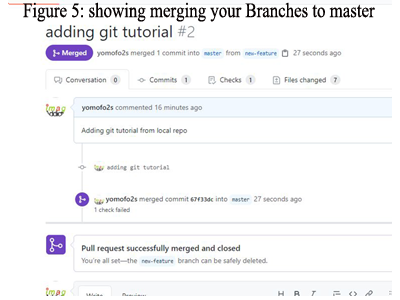 Figure 5: showing merging your Branches to master
adding git tutorial #2
Merged yomofo2s merged 1 commit into master from new-feature 27 seconds ago
Conversation 0 Commits 1 Checks 1 Files changed 7
yomofo2s commented 16 minutes ago
Adding git tutorial from local repo
adding git tutorial
yomofo2s merged commit 67f33dc into master 27 seconds ago
1 check failed
Pull request successfully merged and closed
You're all set—the new-feature branch can be safely deleted.
Write Preview H B I